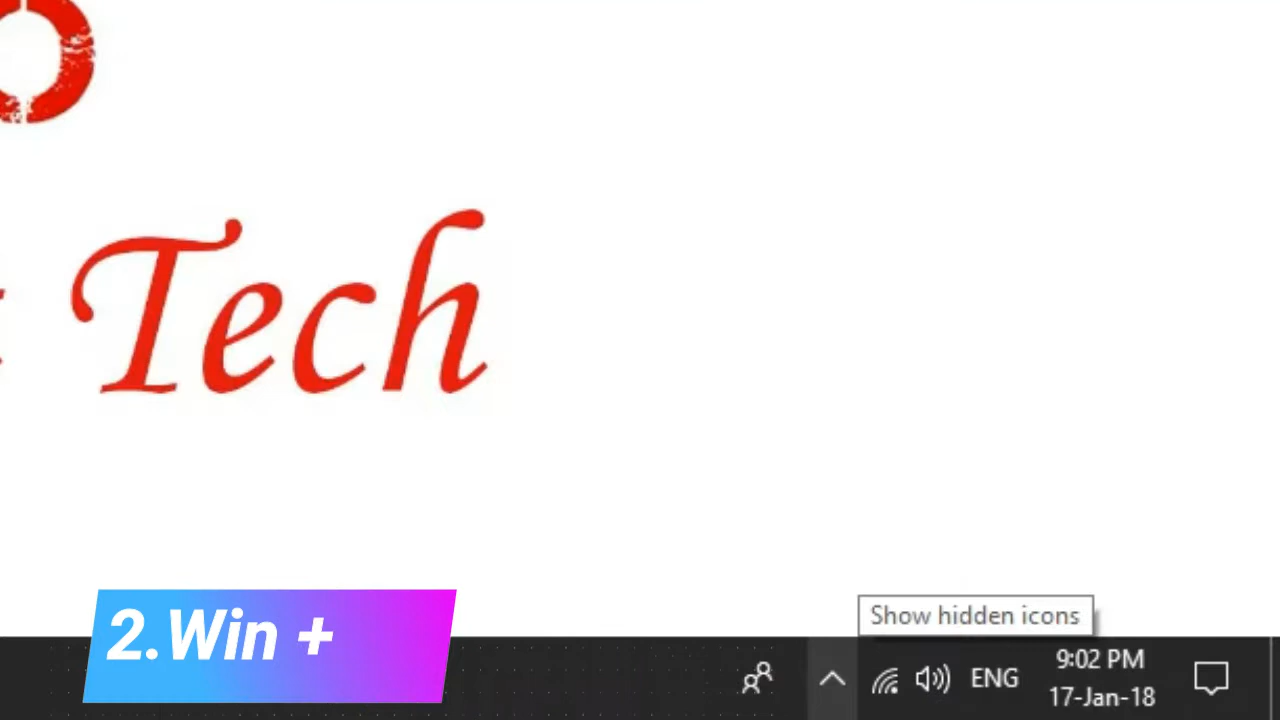 Tech
Show hidden icons
2.Win +
ENG
9:02 PM
17-Jan-18